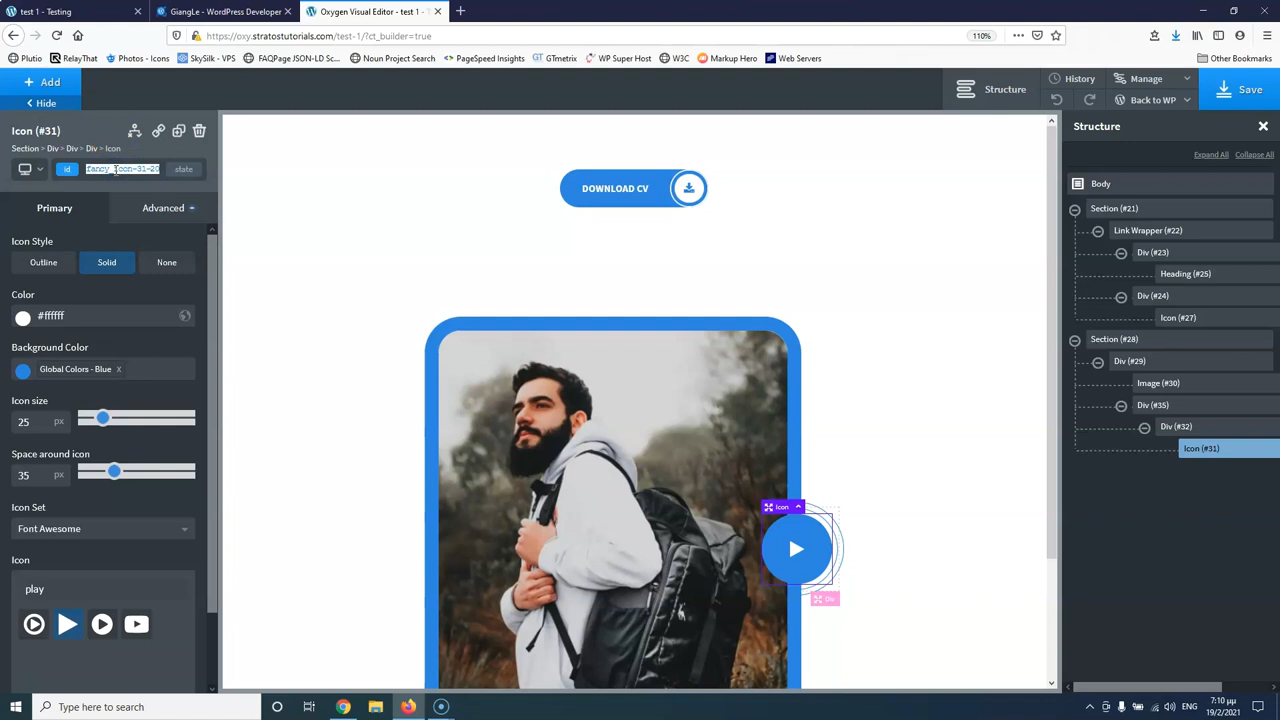 test 1 - Testing
GiangLe - WordPress Developer
Oxygen Visual Editor - test 1 -
https://oxy.stratostutorials.com/test-1/?ct_builder=true
110%
Plutio
RelayThat
Photos - Icons
SkySilk - VPS
FAQPage JSON-LD Sc...
Noun Project Search
PageSpeed Insights
GTmetrix
WP Super Host
W3C
Markup Hero
Web Servers
Other Bookmarks
+ Add
< Hide
Structure
History
Manage
Back to WP
Save
Icon (#31)
Section > Div > Div > Div > Icon
id
fancy_icon-31-20
state
Primary
Advanced
Icon Style
Outline
Solid
None
Color
#ffffff
Background Color
Global Colors - Blue x
Icon size
25 px
Space around icon
35 px
Icon Set
Font Awesome
Icon
play
DOWNLOAD CV
Icon
Div
Structure
Expand All
Collapse All
Body
Section (#21)
Link Wrapper (#22)
Div (#23)
Heading (#25)
Div (#24)
Icon (#27)
Section (#28)
Div (#29)
Image (#30)
Div (#35)
Div (#32)
Icon (#31)
Type here to search
7:10 μμ
19/2/2021